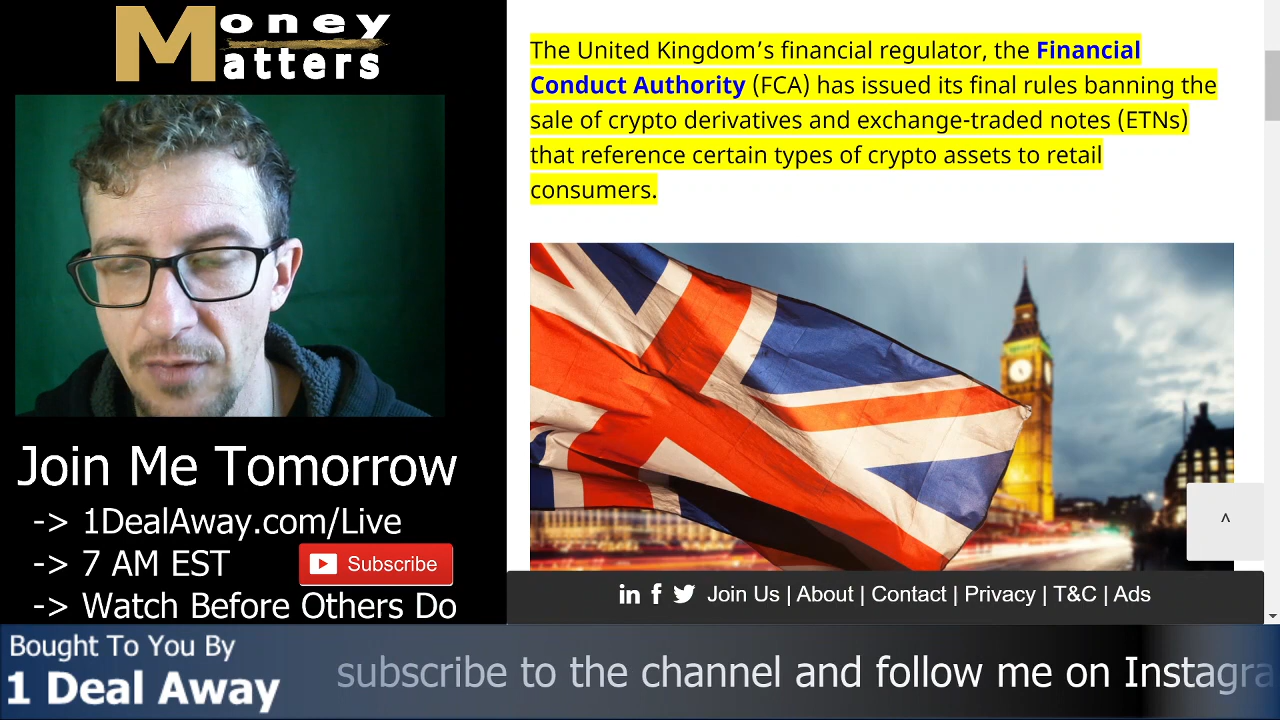 Money
Matters
The United Kingdom’s financial regulator, the Financial
Conduct Authority (FCA) has issued its final rules banning the
sale of crypto derivatives and exchange-traded notes (ETNs)
that reference certain types of crypto assets to retail
consumers.
Join Me Tomorrow
-> 1DealAway.com/Live
-> 7 AM EST
Subscribe
-> Watch Before Others Do
^
in f Join Us | About | Contact | Privacy | T&C | Ads
Bought To You By
1 Deal Away
subscribe to the channel and follow me on Instagra